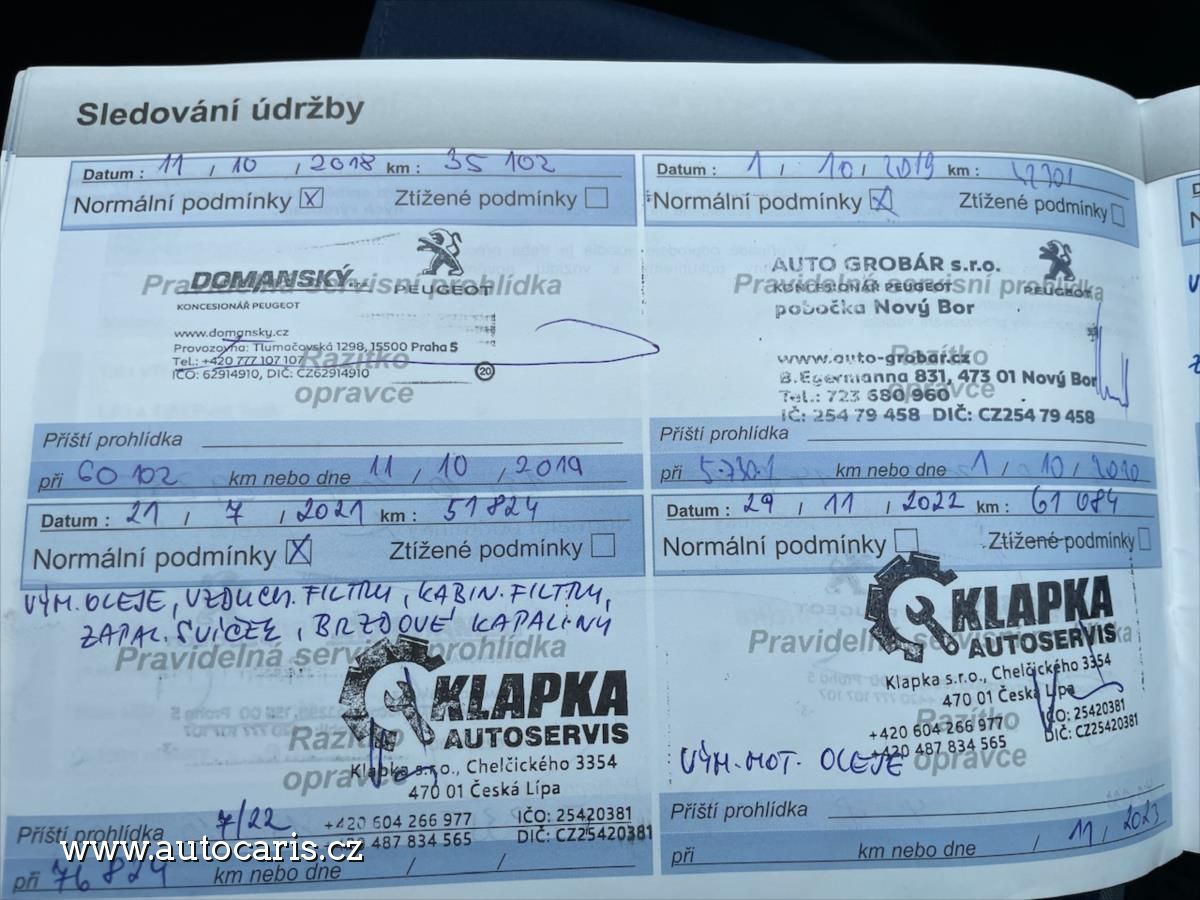 Sledování údržby
Datum : 11 / 10 / 2018 km : 35 102
Normální podmínky X Ztížené podmínky
Pravidelná servisní prohlídka
DOMANSKÝ
PEUGEOT
KONCESIONÁŘ PEUGEOT
www.domansky.cz
Provozovna: Tlumačovská 1298, 15500 Praha 5
Tel.: +420 777 107 107
IČO: 62914910, DIČ: CZ62914910
20
Razítko
opravce
Příští prohlídka
při 60 102 km nebo dne 11 / 10 / 2019
Datum : 1 / 10 / 2019 km : 42701
Normální podmínky X Ztížené podmínky
Pravidelná servisní prohlídka
AUTO GROBÁR s.r.o.
KONCESIONÁŘ PEUGEOT
PEUGEOT
pobočka Nový Bor
www.auto-grobar.cz
B.Egermanna 831, 473 01 Nový Bor
Tel.: 723 680 960
IČ: 254 79 458 DIČ: CZ254 79 458
Razítko
opravce
Příští prohlídka
při km nebo dne 1 / 10 / 2020
Datum : 21 / 7 / 2021 km : 51824
Normální podmínky X Ztížené podmínky
VÝM. OLEJE, VZDUCH. FILTRU, KABIN. FILTRU,
ZAPAL. SVÍČEK, BRZDOVÉ KAPALINY
Pravidelná servisní prohlídka
KLAPKA
AUTOSERVIS
Razítko
opravce
Klapka s.r.o., Chelčického 3354
470 01 Česká Lípa
+420 604 266 977 IČO: 25420381
+420 487 834 565 DIČ: CZ25420381
Příští prohlídka 7/22
při 76 824 km nebo dne / /
Datum : 29 / 11 / 2022 km : 61 084
Normální podmínky Ztížené podmínky
Pravidelná servisní prohlídka
KLAPKA
AUTOSERVIS
Klapka s.r.o., Chelčického 3354
470 01 Česká Lípa
+420 604 266 977 IČO: 25420381
+420 487 834 565 DIČ: CZ25420381
Razítko
opravce
VÝM. MOT. OLEJE
Příští prohlídka
při km nebo dne / 11 / 2023
www.autocaris.cz